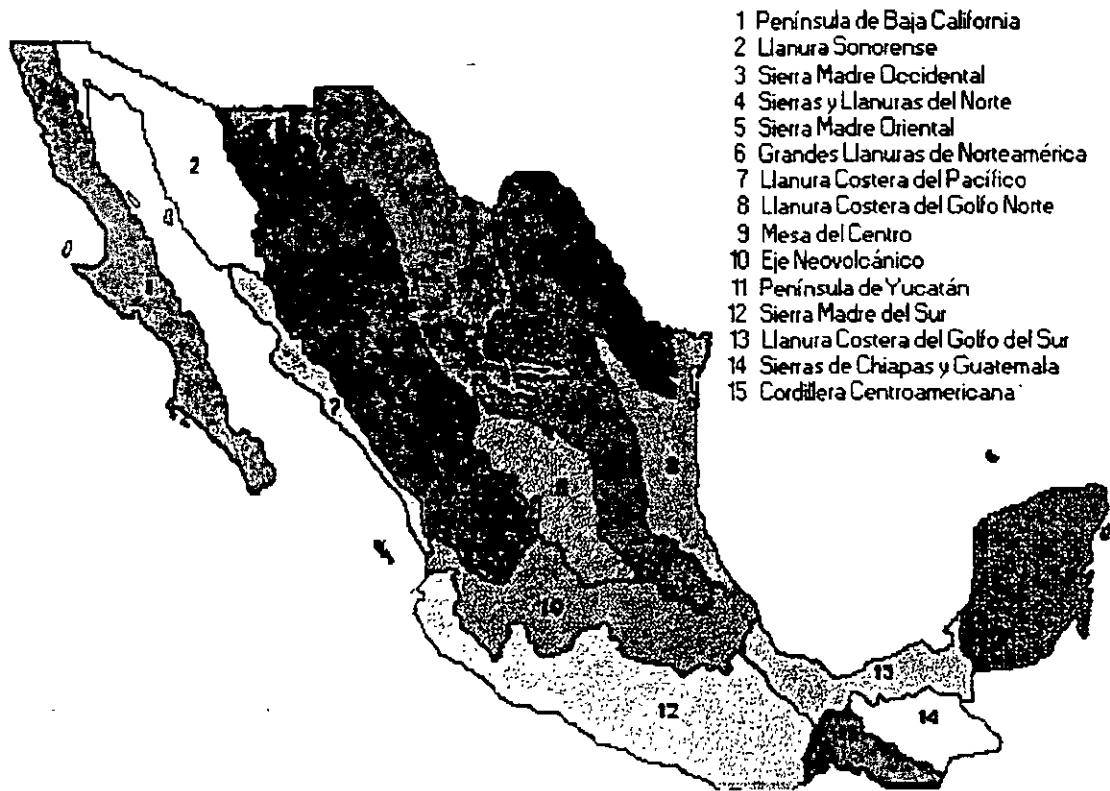 1 Península de Baja California
2 Llanura Sonorense
3 Sierra Madre Occidental
4 Sierras y Llanuras del Norte
5 Sierra Madre Oriental
6 Grandes Llanuras de Norteamérica
7 Llanura Costera del Pacífico
8 Llanura Costera del Golfo Norte
9 Mesa del Centro
10 Eje Neovolcánico
11 Península de Yucatán
12 Sierra Madre del Sur
13 Llanura Costera del Golfo del Sur
14 Sierras de Chiapas y Guatemala
15 Cordillera Centroamericana
2
7
10
12
13
14